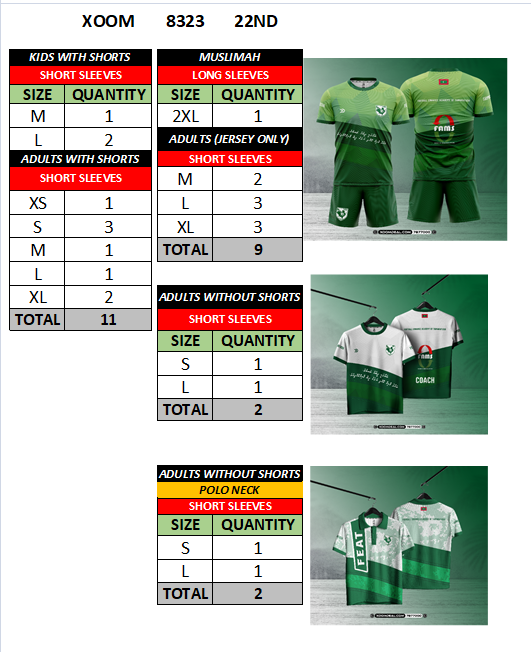 XOOM 8323 22ND
KIDS WITH SHORTS
SHORT SLEEVES
SIZE QUANTITY
M 1
L 2
ADULTS WITH SHORTS
SHORT SLEEVES
XS 1
S 3
M 1
L 1
XL 2
TOTAL 11
MUSLIMAH
LONG SLEEVES
SIZE QUANTITY
2XL 1
ADULTS (JERSEY ONLY)
SHORT SLEEVES
M 2
L 3
XL 3
TOTAL 9
FNMS
ADULTS WITHOUT SHORTS
SHORT SLEEVES
SIZE QUANTITY
S 1
L 1
TOTAL 2
FNMS
COACH
ADULTS WITHOUT SHORTS
POLO NECK
SHORT SLEEVES
SIZE QUANTITY
S 1
L 1
TOTAL 2
FEAT